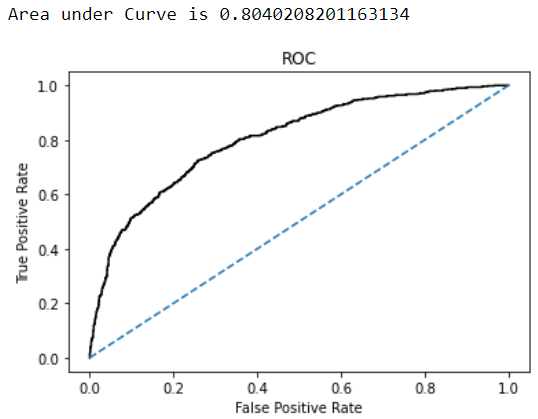 Area under Curve is 0.8040208201163134
ROC
1.0
0.8
0.6
0.4
0.2
0.0
True Positive Rate
0.0 0.2 0.4 0.6 0.8 1.0
False Positive Rate